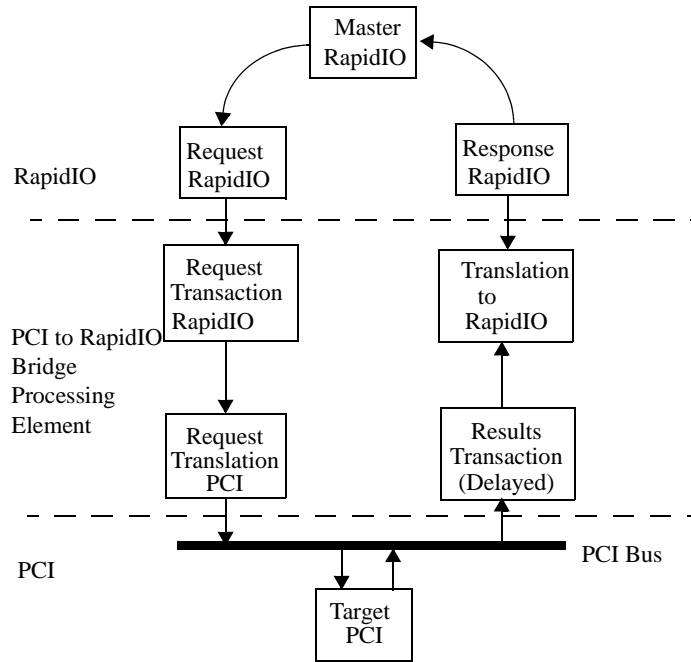 Master
RapidIO
Request
RapidIO
Response
RapidIO
RapidIO
Request
Transaction
RapidIO
Translation
to
RapidIO
PCI to RapidIO
Bridge
Processing
Element
Request
Translation
PCI
Results
Transaction
(Delayed)
PCI Bus
PCI
Target
PCI